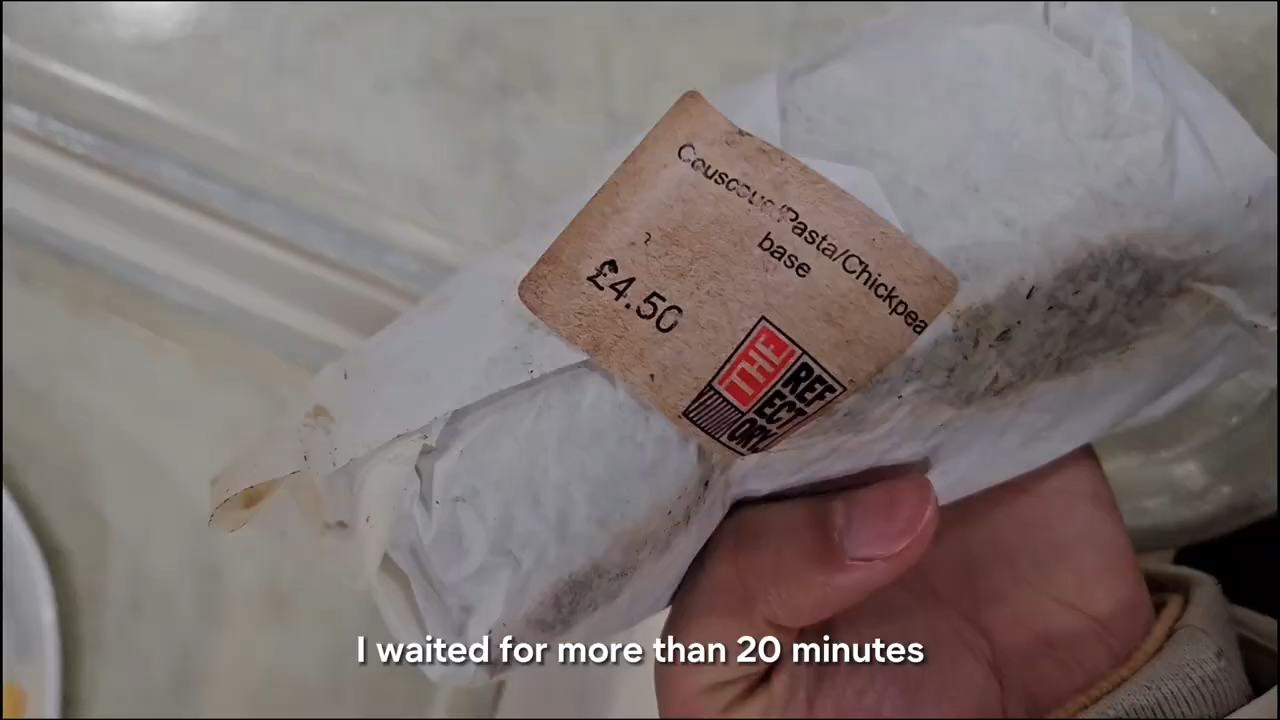 Couscous/Pasta/Chickpea
base
£4.50
THE
REF
ECT
ORY
I waited for more than 20 minutes